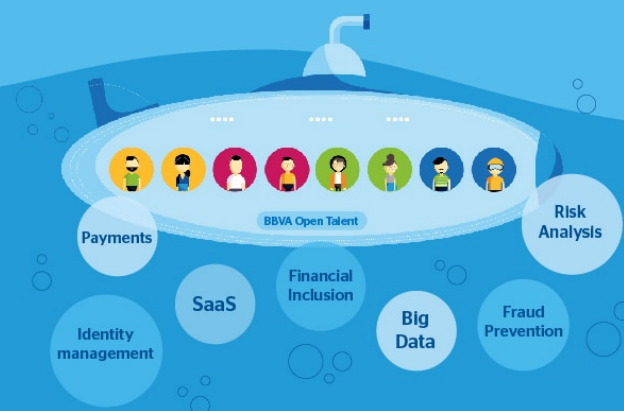 BBVA Open Talent
Payments
Risk
Analysis
Identity
management
SaaS
Financial
Inclusion
Big
Data
Fraud
Prevention